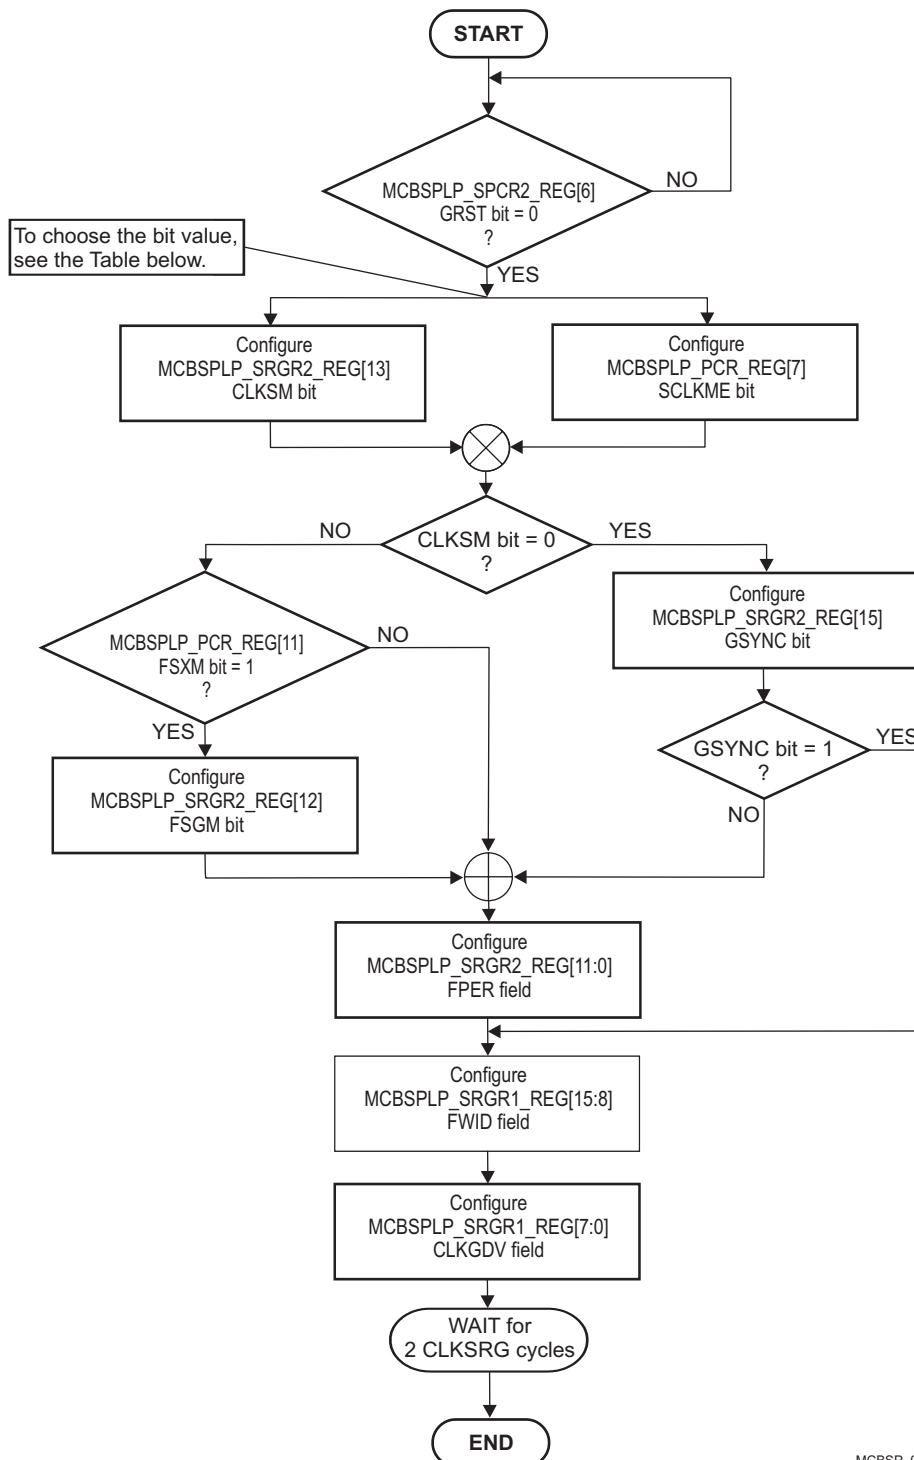 START
MCBSPLP_SPCR2_REG[6]
GRST bit = 0
?
NO
To choose the bit value,
see the Table below.
YES
Configure
MCBSPLP_SRGR2_REG[13]
CLKSM bit
Configure
MCBSPLP_PCR_REG[7]
SCLKME bit
CLKSM bit = 0
?
NO
YES
MCBSPLP_PCR_REG[11]
FSXM bit = 1
?
NO
YES
Configure
MCBSPLP_SRGR2_REG[15]
GSYNC bit
GSYNC bit = 1
?
YES
NO
Configure
MCBSPLP_SRGR2_REG[12]
FSGM bit
Configure
MCBSPLP_SRGR2_REG[11:0]
FPER field
Configure
MCBSPLP_SRGR1_REG[15:8]
FWID field
Configure
MCBSPLP_SRGR1_REG[7:0]
CLKGDV field
WAIT for
2 CLKSRG cycles
END